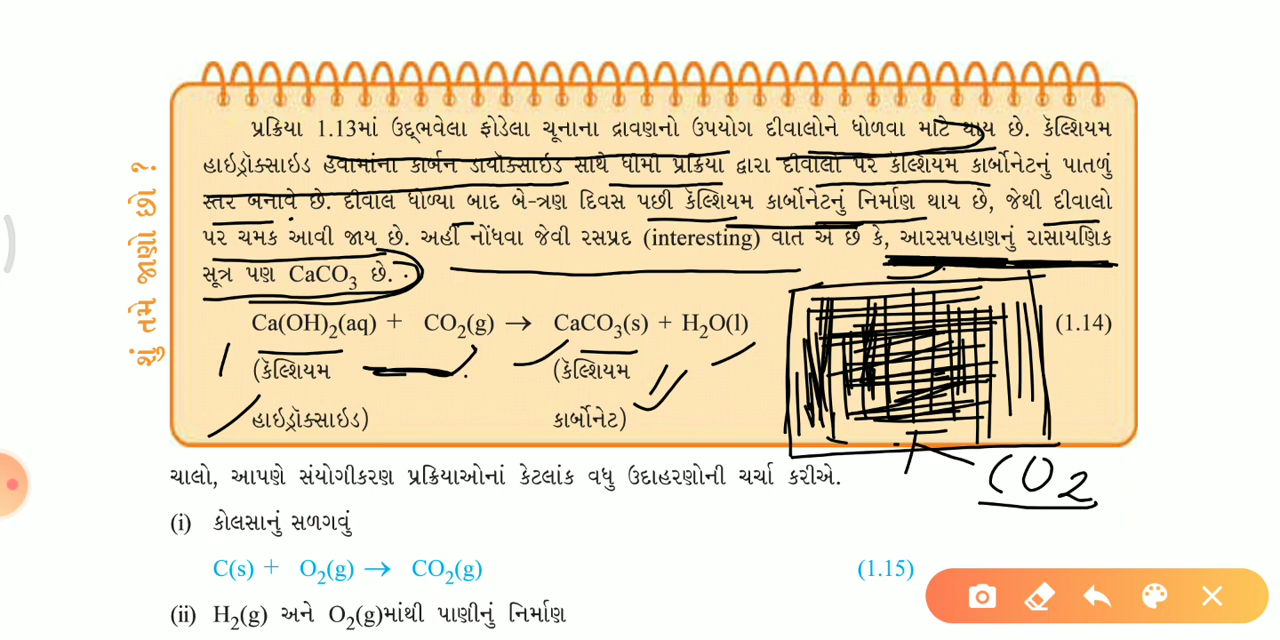 શું તમે જાણો છો ?
પ્રક્રિયા 1.13માં ઉદ્ભવેલા ફોડેલા ચૂનાના દ્રાવણનો ઉપયોગ દીવાલોને ધોળવા માટે થાય છે. કૅલ્શિયમ
હાઇડ્રૉક્સાઇડ હવામાંના કાર્બન ડાયૉક્સાઇડ સાથે ધીમી પ્રક્રિયા દ્વારા દીવાલો પર કૅલ્શિયમ કાર્બોનેટનું પાતળું
સ્તર બનાવે છે. દીવાલ ધોળ્યા બાદ બે-ત્રણ દિવસ પછી કૅલ્શિયમ કાર્બોનેટનું નિર્માણ થાય છે, જેથી દીવાલો
પર ચમક આવી જાય છે. અહીં નોંધવા જેવી રસપ્રદ (interesting) વાત એ છે કે, આરસપહાણનું રાસાયણિક
સૂત્ર પણ CaCO₃ છે.
Ca(OH)₂(aq) + CO₂(g) → CaCO₃(s) + H₂O(l) (1.14)
(કૅલ્શિયમ (કૅલ્શિયમ
હાઇડ્રૉક્સાઇડ) કાર્બોનેટ)
CO₂
ચાલો, આપણે સંયોગીકરણ પ્રક્રિયાઓનાં કેટલાંક વધુ ઉદાહરણોની ચર્ચા કરીએ.
(i) કોલસાનું સળગવું
C(s) + O₂(g) → CO₂(g) (1.15)
(ii) H₂(g) અને O₂(g)માંથી પાણીનું નિર્માણ